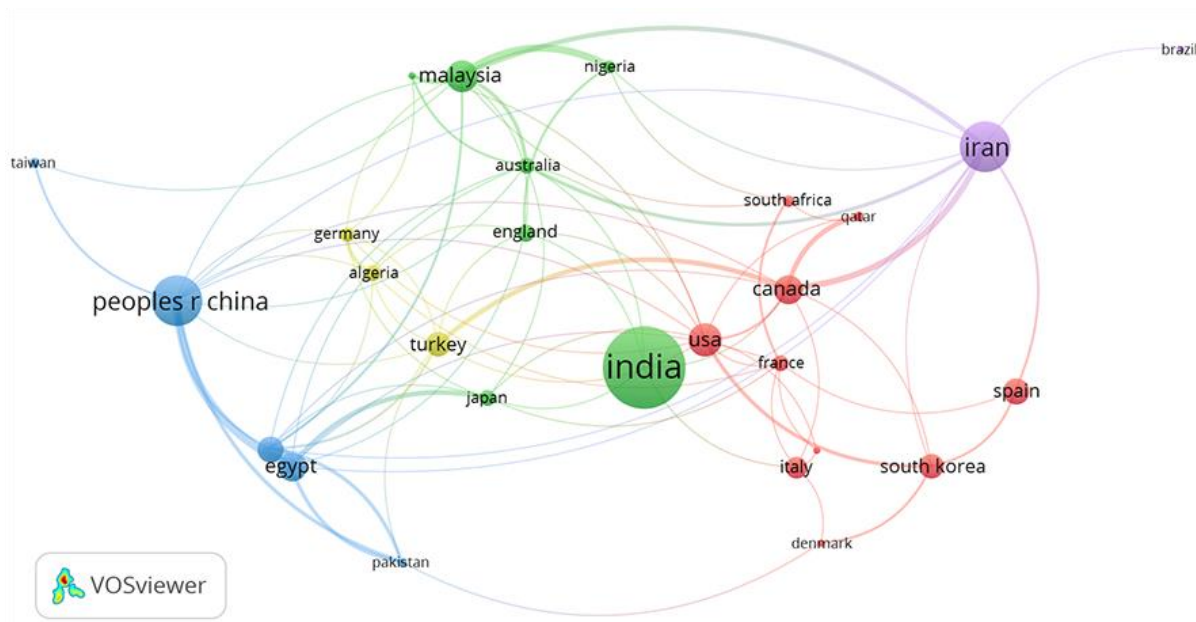 brazil
malaysia
nigeria
iran
taiwan
australia
south africa
qatar
germany
england
algeria
canada
peoples r china
turkey
usa
india
france
spain
japan
egypt
italy
south korea
denmark
pakistan
VOSviewer